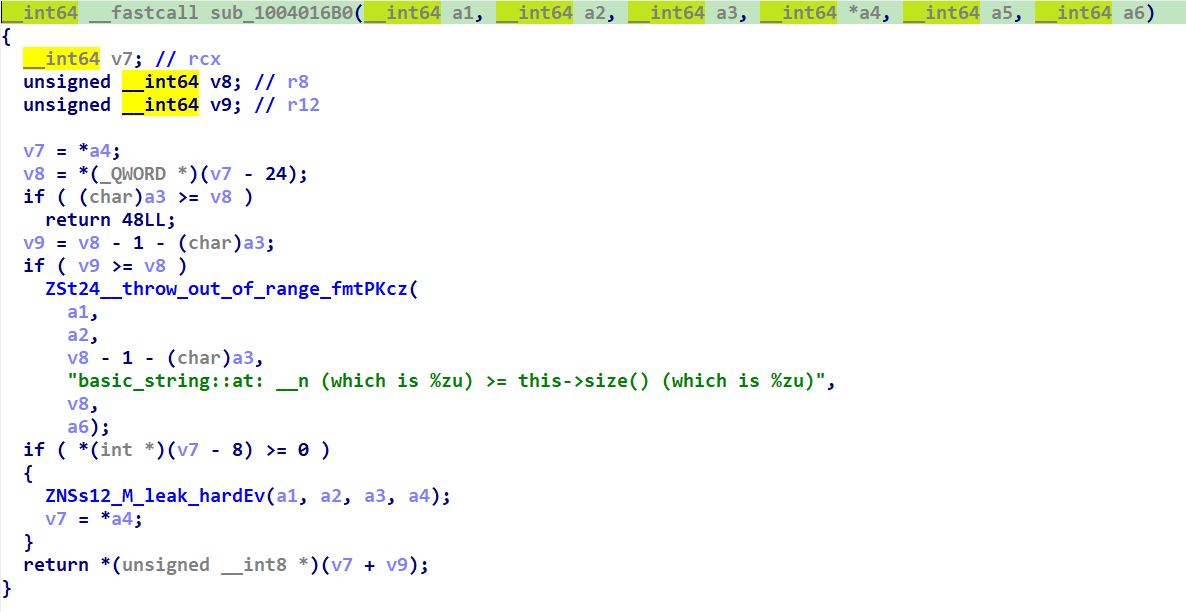 __int64 __fastcall sub_1004016B0(__int64 a1, __int64 a2, __int64 a3, __int64 *a4, __int64 a5, __int64 a6)
{
  __int64 v7; // rcx
  unsigned __int64 v8; // r8
  unsigned __int64 v9; // r12

  v7 = *a4;
  v8 = *(_QWORD *)(v7 - 24);
  if ( (char)a3 >= v8 )
    return 48LL;
  v9 = v8 - 1 - (char)a3;
  if ( v9 >= v8 )
    ZSt24__throw_out_of_range_fmtPKcz(
      a1,
      a2,
      v8 - 1 - (char)a3,
      "basic_string::at: __n (which is %zu) >= this->size() (which is %zu)",
      v8,
      a6);
  if ( *(int *)(v7 - 8) >= 0 )
  {
    ZNSs12_M_leak_hardEv(a1, a2, a3, a4);
    v7 = *a4;
  }
  return *(unsigned __int8 *)(v7 + v9);
}